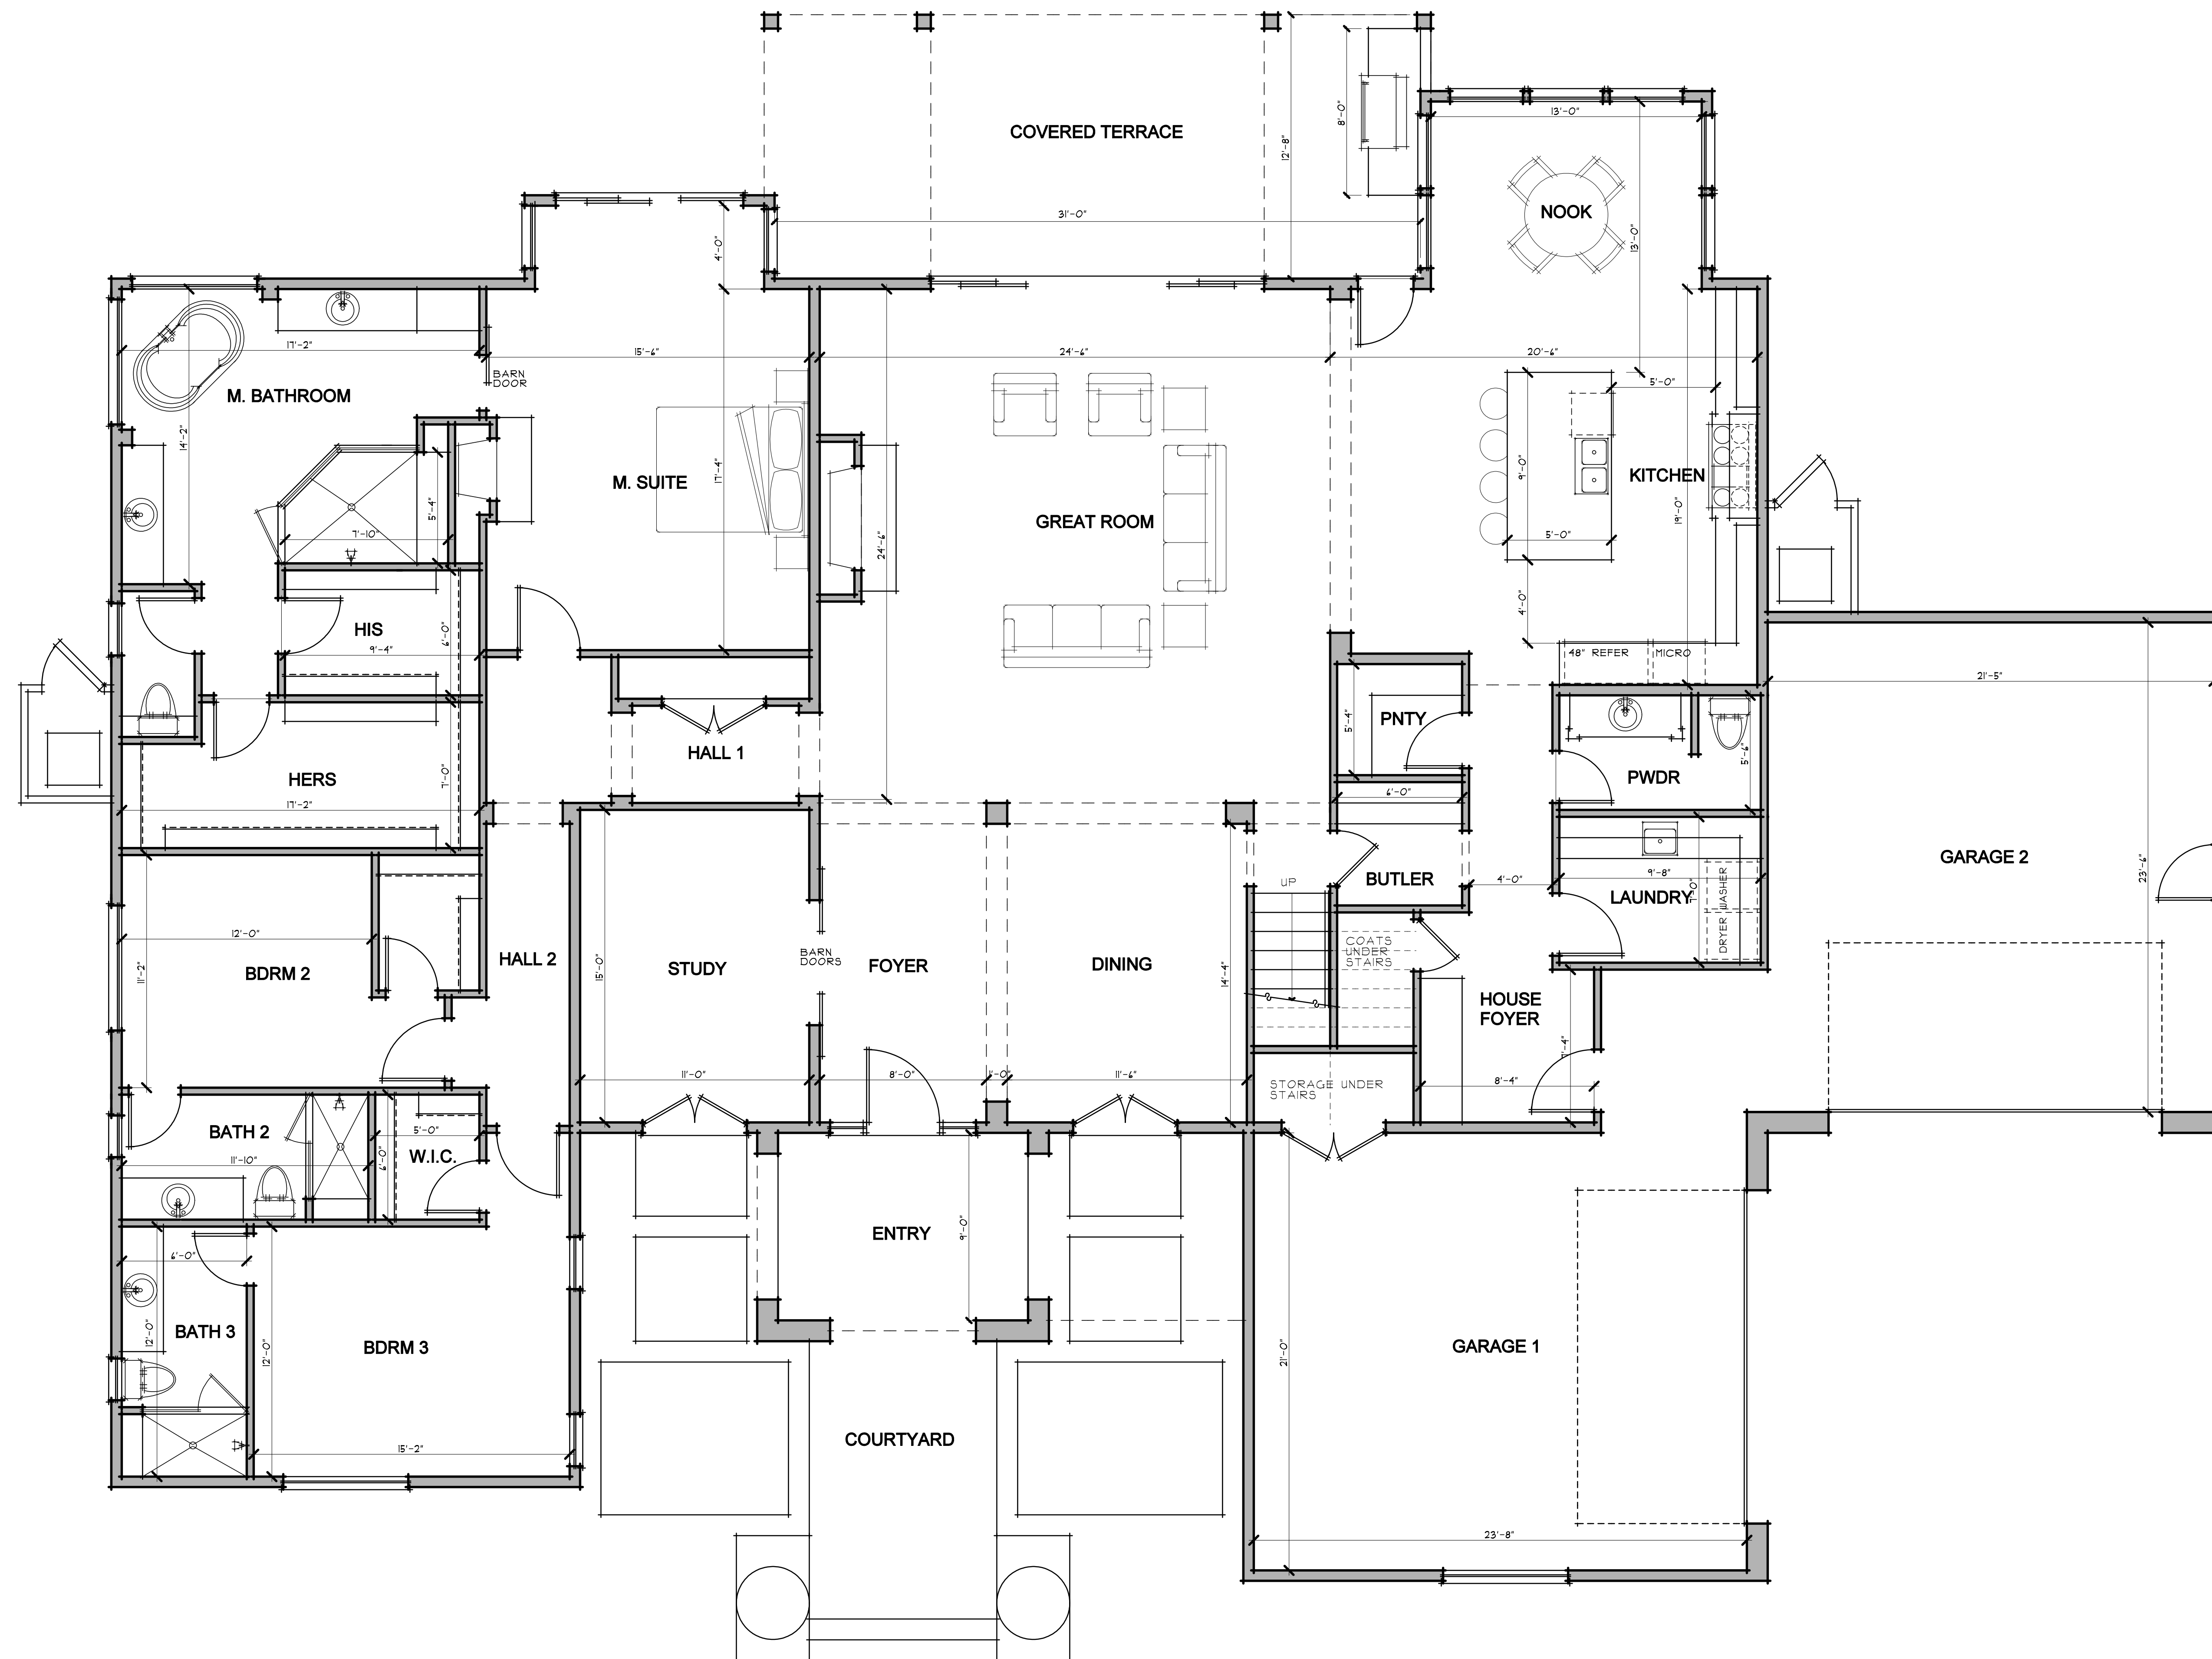 COVERED TERRACE
12'-8"
8'-0"
13'-0"
NOOK
13'-0"
31'-0"
4'-0"
17'-2"
BARN
DOOR
15'-6"
24'-6"
20'-6"
5'-0"
M. BATHROOM
14'-2"
5'-4"
7'-10"
M. SUITE
17'-4"
GREAT ROOM
24'-6"
9'-0"
KITCHEN
5'-0"
19'-0"
4'-0"
48" REFER
MICRO
HIS
6'-0"
9'-4"
21'-5"
PNTY
5'-4"
HALL 1
PWDR
5'-6"
HERS
7'-0"
17'-2"
6'-0"
BUTLER
4'-0"
UP
9'-8"
LAUNDRY
7'-0"
WASHER
DRYER
GARAGE 2
23'-6"
12'-0"
BDRM 2
11'-2"
HALL 2
15'-0"
STUDY
BARN
DOORS
FOYER
DINING
14'-4"
COATS
UNDER
STAIRS
HOUSE
FOYER
7'-4"
8'-4"
11'-0"
8'-0"
1'-0"
11'-6"
STORAGE UNDER
STAIRS
BATH 2
11'-10"
5'-0"
6'-0"
W.I.C.
ENTRY
9'-0"
6'-0"
BATH 3
12'-0"
12'-0"
BDRM 3
15'-2"
21'-0"
GARAGE 1
COURTYARD
23'-8"